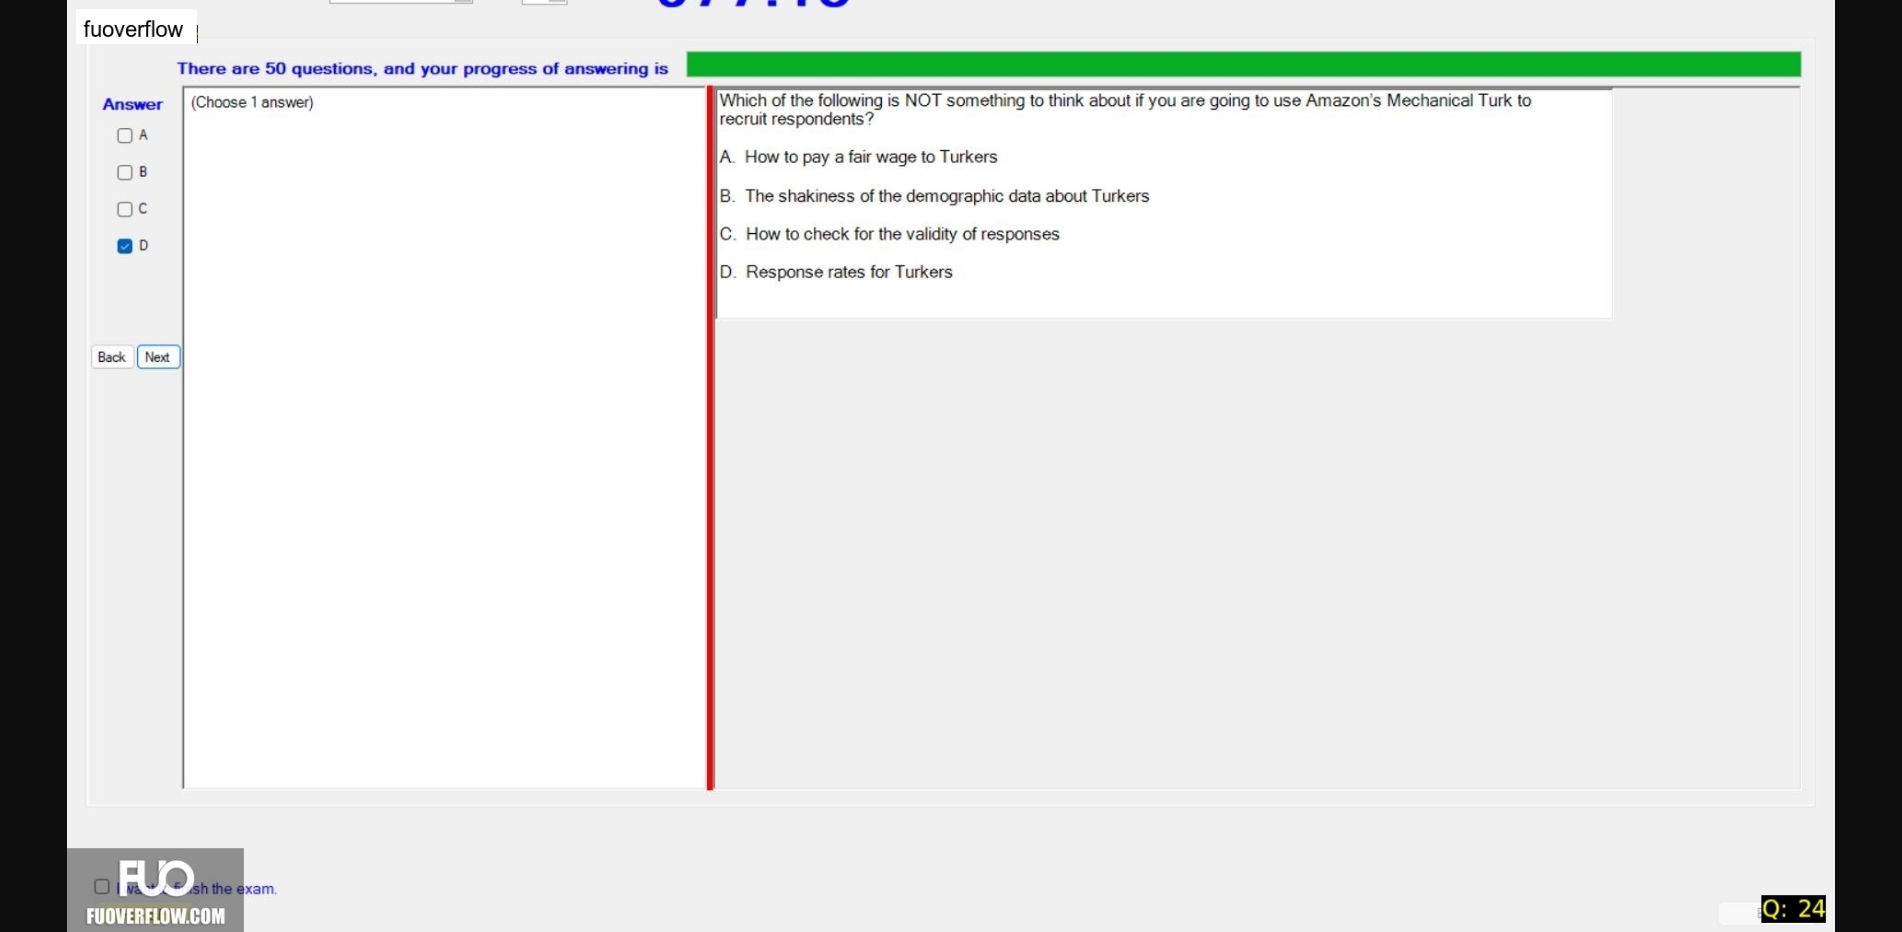 fuoverflow
There are 50 questions, and your progress of answering is
Answer
A
B
C
D
Back Next
(Choose 1 answer)
Which of the following is NOT something to think about if you are going to use Amazon's Mechanical Turk to
recruit respondents?
A. How to pay a fair wage to Turkers
B. The shakiness of the demographic data about Turkers
C. How to check for the validity of responses
D. Response rates for Turkers
FUO
sh the exam.
FUOVERFLOW.COM
Q: 24